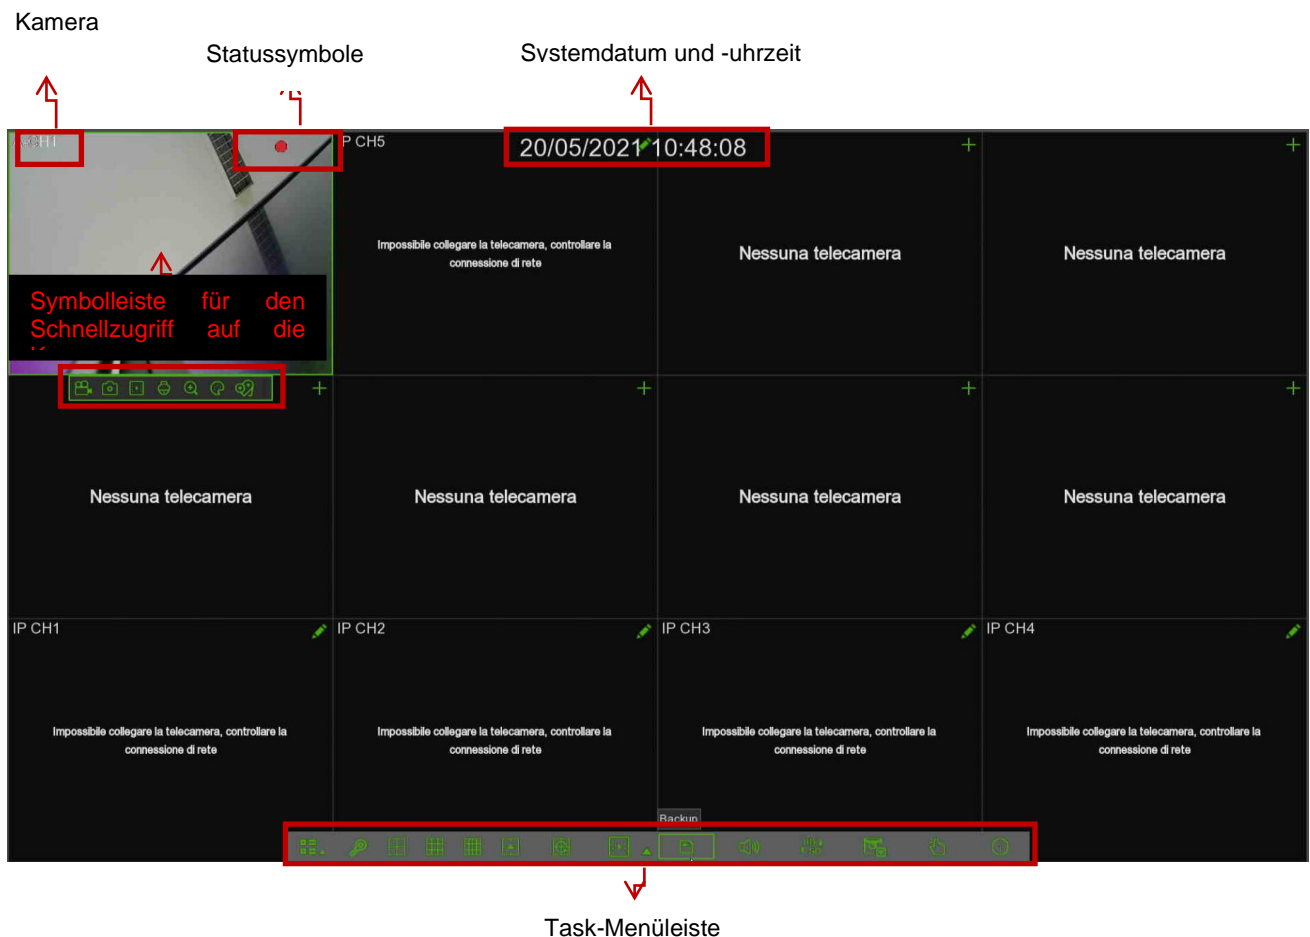 Kamera
Statussymbole
Systemdatum und -uhrzeit
IP CH5
20/05/2021 10:48:08
Impossibile collegare la telecamera, controllare la
connessione di rete
Nessuna telecamera
Nessuna telecamera
Symbolleiste für den
Schnellzugriff auf die
Nessuna telecamera
Nessuna telecamera
Nessuna telecamera
Nessuna telecamera
IP CH1
IP CH2
IP CH3
IP CH4
Impossibile collegare la telecamera, controllare la
connessione di rete
Impossibile collegare la telecamera, controllare la
connessione di rete
Impossibile collegare la telecamera, controllare la
connessione di rete
Impossibile collegare la telecamera, controllare la
connessione di rete
Backup
Task-Menüleiste